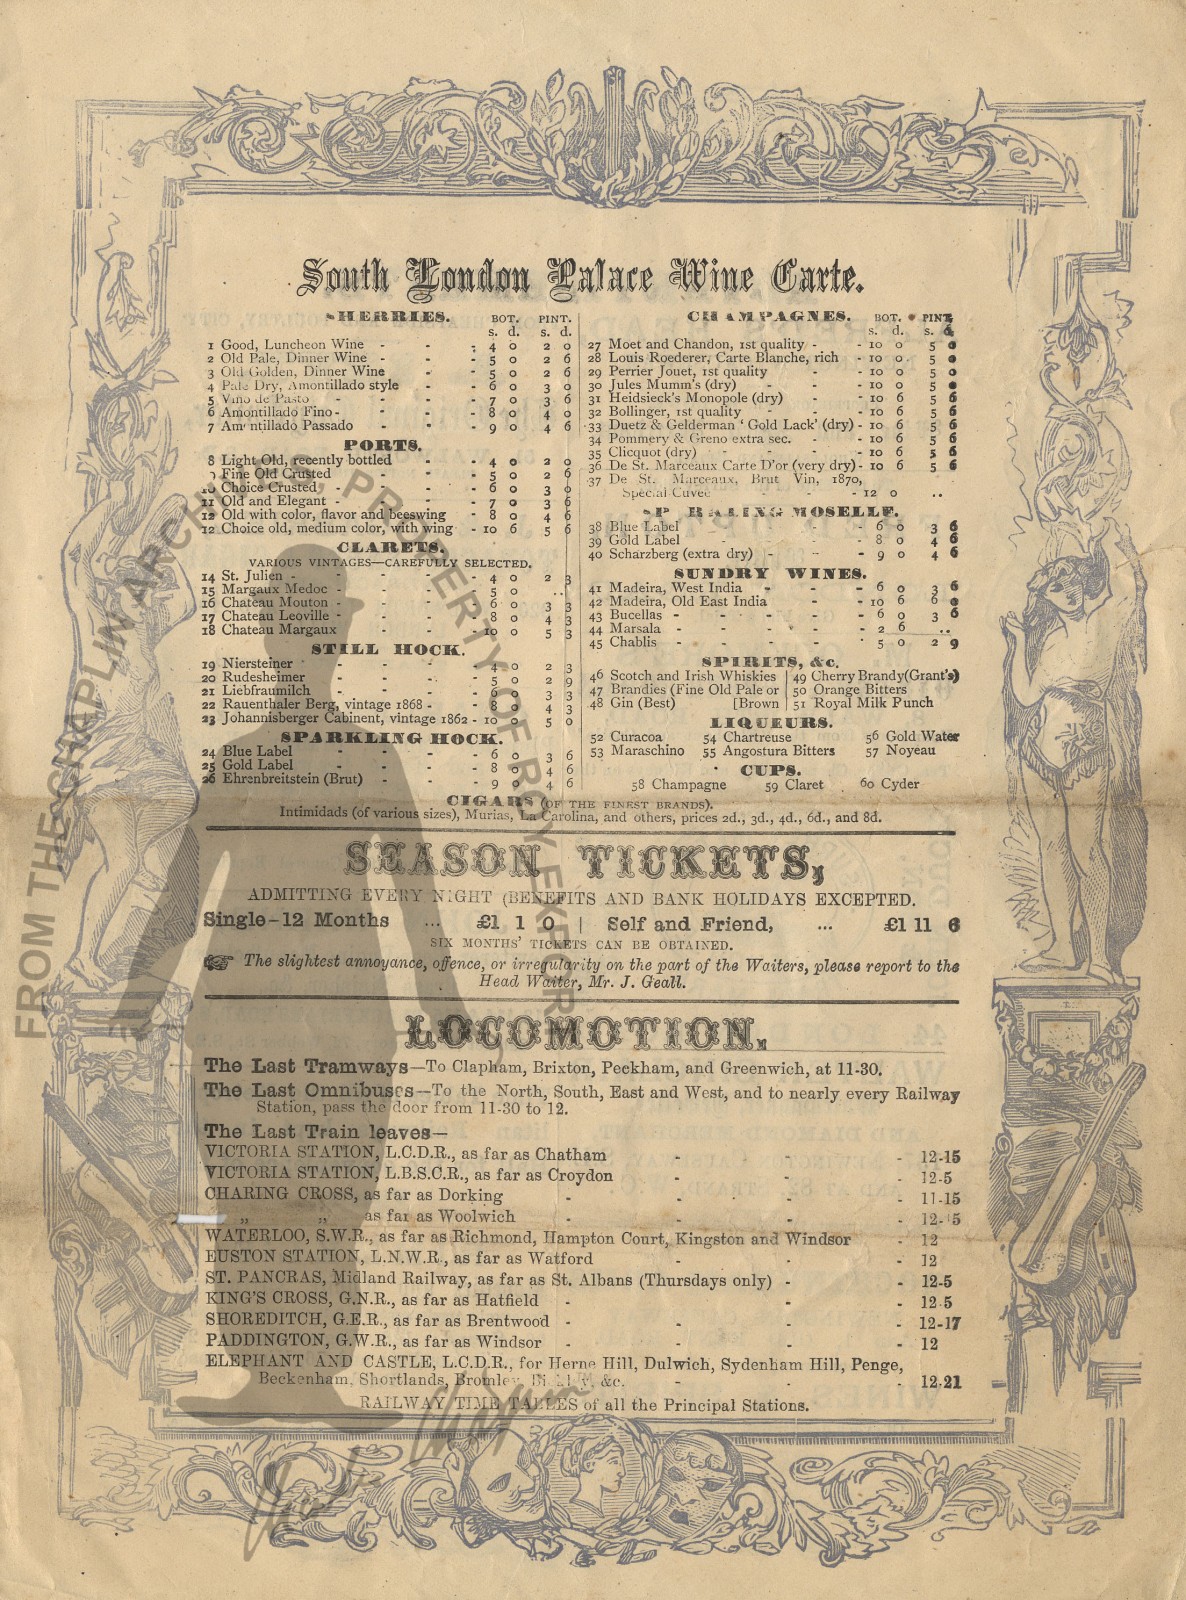 South London Palace Wine Carte.
SHERRIES. BOT. PINT.
s. d. s. d.
1 Good, Luncheon Wine - - - 4 0 2 0
2 Old Pale, Dinner Wine - - - 5 0 2 6
3 Old Golden, Dinner Wine - - 5 0 2 6
4 Pale Dry, Amontillado style - - 6 0 3 0
5 Vino de Pasto - - - - 7 0 3 6
6 Amontillado Fino - - - - 8 0 4 0
7 Am ntillado Passado - - - 9 0 4 6
PORTS.
8 Light Old, recently bottled - - 4 0 2 0
Fine Old Crusted - - - 5 0 2 6
10 Choice Crusted - - - - 6 0 3 0
11 Old and Elegant - - - - 7 0 3 6
12 Old with color, flavor and beeswing - 8 0 4 6
12 Choice old, medium color, with wing - 10 6 5 6
CLARETS.
VARIOUS VINTAGES—CAREFULLY SELECTED.
14 St. Julien - - - - 4 0 2 3
15 Margaux Medoc - - - - 5 0 ..
16 Chateau Mouton - - - - 6 0 3 3
17 Chateau Leoville - - - - 8 0 4 3
18 Chateau Margaux - - - 10 0 5 3
STILL HOCK.
19 Niersteiner - - - - 4 0 2 3
20 Rudesheimer - - - - 5 0 2 9
21 Liebfraumilch - - - - 6 0 3 3
22 Rauenthaler Berg, vintage 1868 - - 8 0 4 3
23 Johannisberger Cabinent, vintage 1862 - 10 0 5 0
SPARKLING HOCK.
24 Blue Label - - - - 6 0 3 6
25 Gold Label - - - - 8 0 4 6
26 Ehrenbreitstein (Brut) - - - 9 0 4 6
CHAMPAGNES. BOT. PINT.
s. d. s. d.
27 Moet and Chandon, 1st quality - - 10 0 5 0
28 Louis Roederer, Carte Blanche, rich - 10 0 5 0
29 Perrier Jouet, 1st quality - - 10 0 5 0
30 Jules Mumm's (dry) - - - 10 0 5 0
31 Heidsieck's Monopole (dry) - - 10 6 5 6
32 Bollinger, 1st quality - - - 10 6 5 6
33 Duetz & Gelderman 'Gold Lack' (dry) - 10 6 5 6
34 Pommery & Greno extra sec. - - 10 6 5 6
35 Clicquot (dry) - - - - 10 6 5 6
36 De St. Marceaux Carte D'or (very dry) - 10 6 5 6
37 De St. Marceaux, Brut Vin, 1870,
Special Cuvée - - - 12 0 ..
SP RKLING MOSELLE.
38 Blue Label - - - - 6 0 3 6
39 Gold Label - - - - 8 0 4 6
40 Scharzberg (extra dry) - - - 9 0 4 6
SUNDRY WINES.
41 Madeira, West India - - - 6 0 3 6
42 Madeira, Old East India - - 10 6 6 0
43 Bucellas - - - - - 6 0 3 6
44 Marsala - - - - - 2 6 ..
45 Chablis - - - - - 5 0 2 9
SPIRITS, &c.
46 Scotch and Irish Whiskies | 49 Cherry Brandy (Grant's)
47 Brandies (Fine Old Pale or | 50 Orange Bitters
48 Gin (Best) [Brown | 51 Royal Milk Punch
LIQUEURS.
52 Curacoa 54 Chartreuse 56 Gold Water
53 Maraschino 55 Angostura Bitters 57 Noyeau
CUPS.
58 Champagne 59 Claret 60 Cyder
CIGARS (OF THE FINEST BRANDS).
Intimidads (of various sizes), Murias, La Carolina, and others, prices 2d., 3d., 4d., 6d., and 8d.
SEASON TICKETS,
ADMITTING EVERY NIGHT (BENEFITS AND BANK HOLIDAYS EXCEPTED.
Single—12 Months ... £1 1 0 | Self and Friend, ... £1 11 6
SIX MONTHS' TICKETS CAN BE OBTAINED.
☞ The slightest annoyance, offence, or irregularity on the part of the Waiters, please report to the
Head Waiter, Mr. J. Geall.
LOCOMOTION.
The Last Tramways—To Clapham, Brixton, Peckham, and Greenwich, at 11-30.
The Last Omnibuses—To the North, South, East and West, and to nearly every Railway
Station, pass the door from 11-30 to 12.
The Last Train leaves—
VICTORIA STATION, L.C.D.R., as far as Chatham - - - 12-15
VICTORIA STATION, L.B.S.C.R., as far as Croydon - - - 12-5
CHARING CROSS, as far as Dorking - - - - 11-15
„ „ as far as Woolwich - - - -
WATERLOO, S.W.R., as far as Richmond, Hampton Court, Kingston and Windsor - 12
EUSTON STATION, L.N.W.R., as far as Watford - - - 12
ST. PANCRAS, Midland Railway, as far as St. Albans (Thursdays only) - - - 12-5
KING'S CROSS, G.N.R., as far as Hatfield - - - - 12.5
SHOREDITCH, G.E.R., as far as Brentwood - - - - 12-17
PADDINGTON, G.W.R., as far as Windsor - - - - 12
ELEPHANT AND CASTLE, L.C.D.R., for Herne Hill, Dulwich, Sydenham Hill, Penge,
Beckenham, Shortlands, Bromley, &c. - - - 12.21
RAILWAY TIME TABLES of all the Principal Stations.
FROM THE CHAPLIN ARCHIVES, PROPERTY OF ROY EXPORT
Charles Chaplin